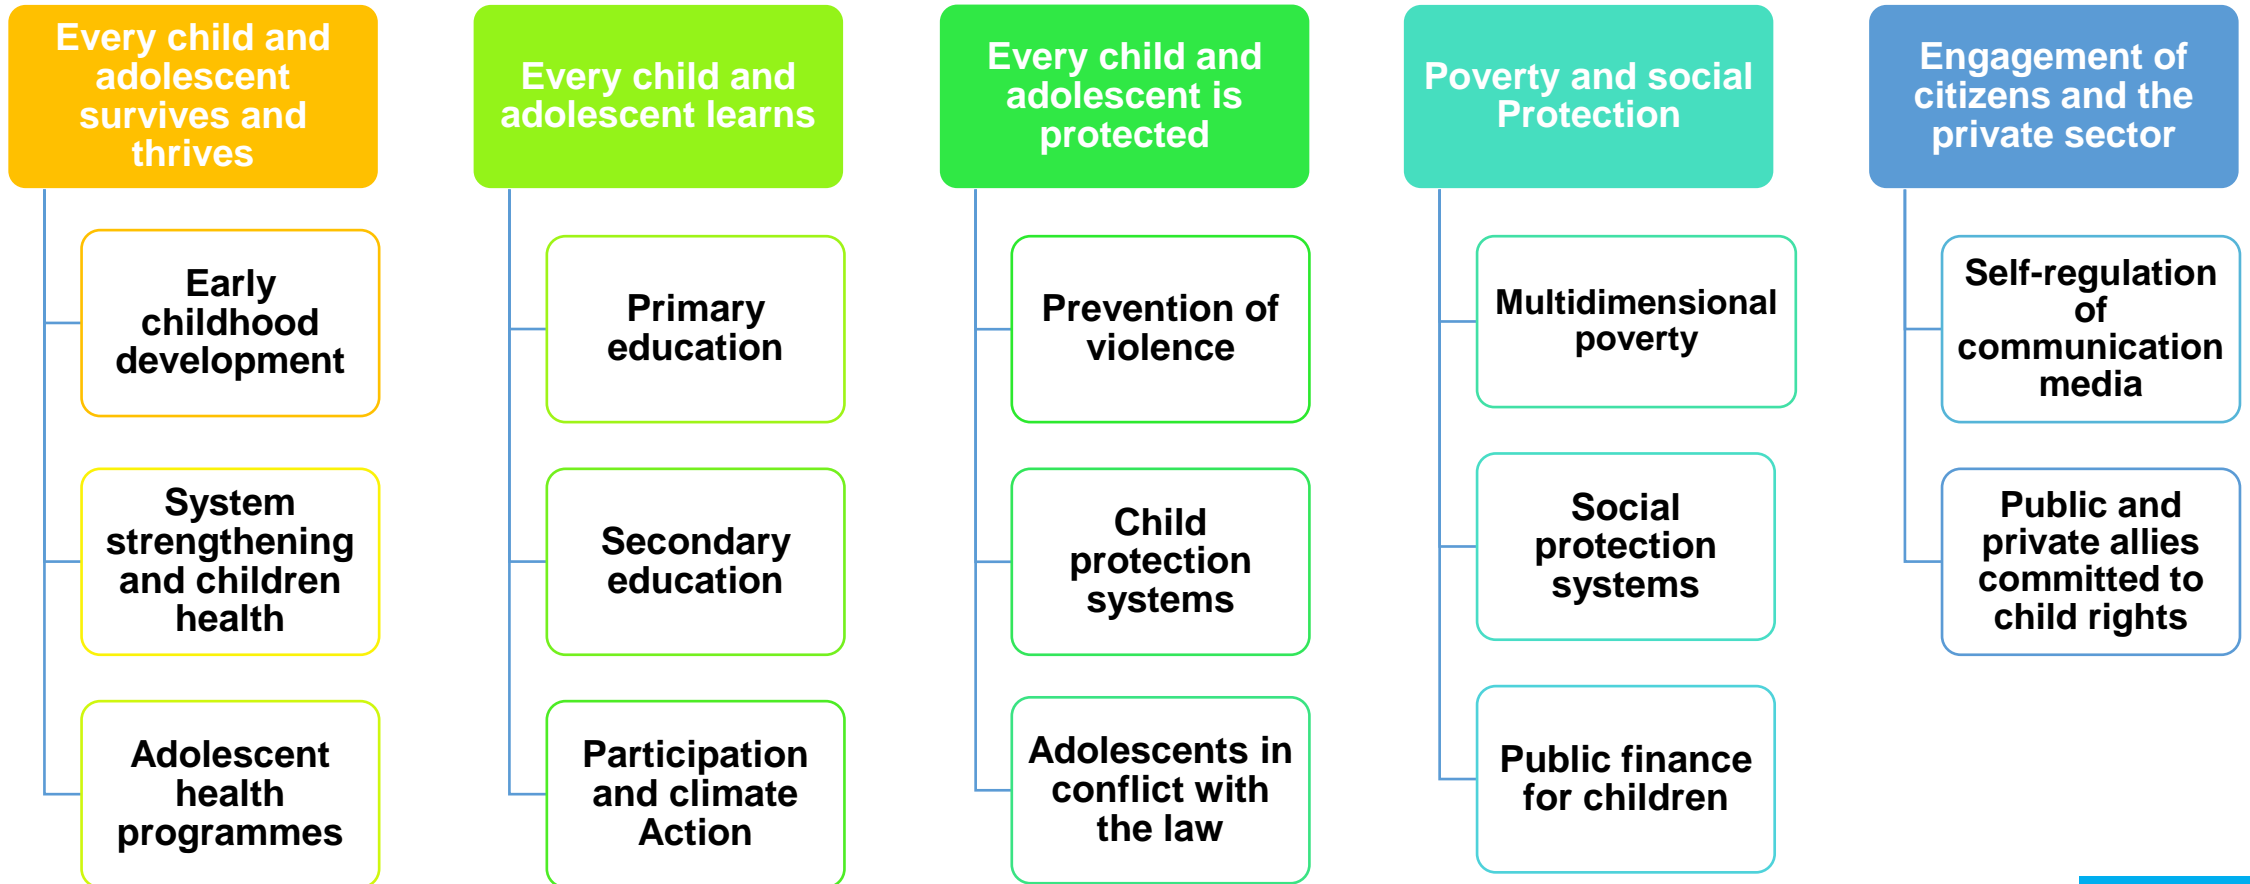 Every child and
adolescent
survives and
thrives
Early
childhood
development
System
strengthening
and children
health
Adolescent
health
programmes
Every child and
adolescent learns
Primary
education
Secondary
education
Participation
and climate
Action
Every child and
adolescent is
protected
Prevention of
violence
Child
protection
systems
Adolescents in
conflict with
the law
Poverty and social
Protection
Multidimensional
poverty
Social
protection
systems
Public finance
for children
Engagement of
citizens and the
private sector
Self-regulation
of
communication
media
Public and
private allies
committed to
child rights